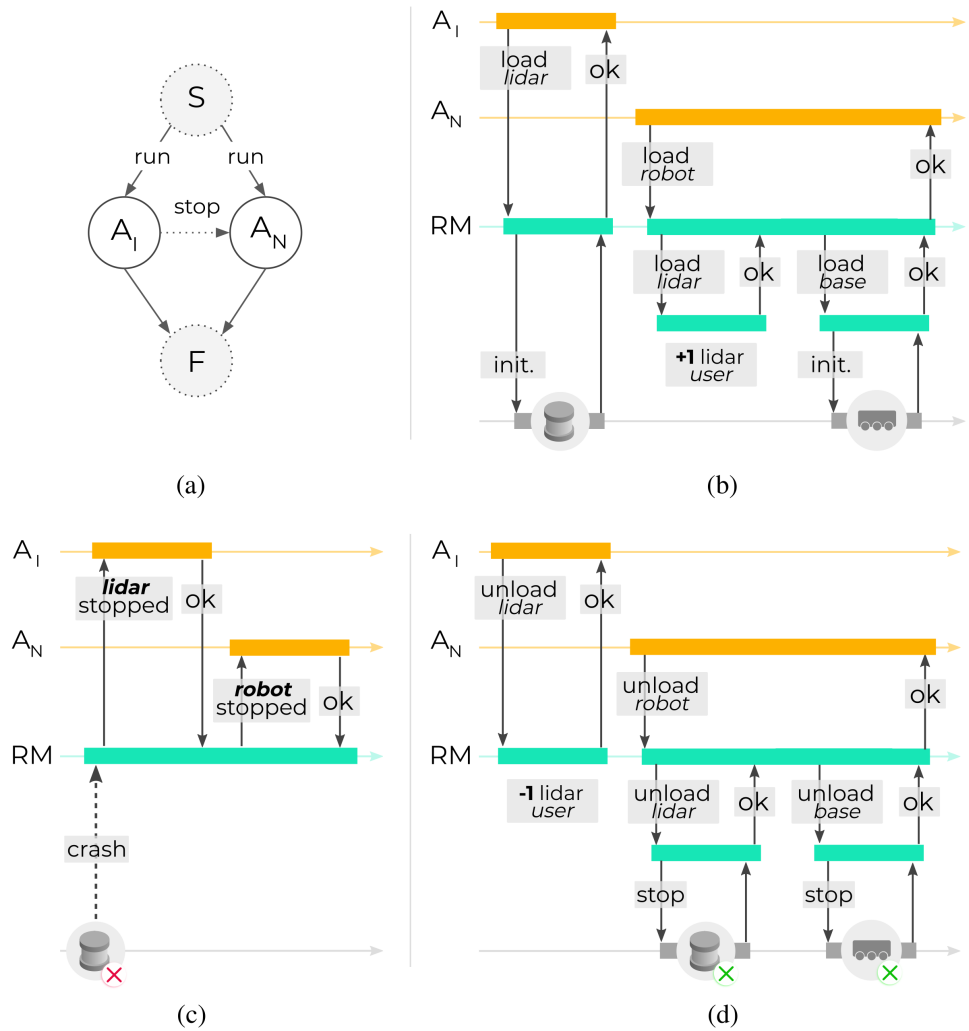 S
run
run
stop
A_I
A_N
F
(a)
A_I
load
lidar
ok
A_N
load
robot
ok
RM
load
lidar
ok
load
base
ok
init.
+1 lidar
user
init.
(b)
A_I
lidar
stopped
ok
A_N
robot
stopped
ok
RM
crash
(c)
A_I
unload
lidar
ok
A_N
unload
robot
ok
RM
-1 lidar
user
unload
lidar
ok
unload
base
ok
stop
stop
(d)